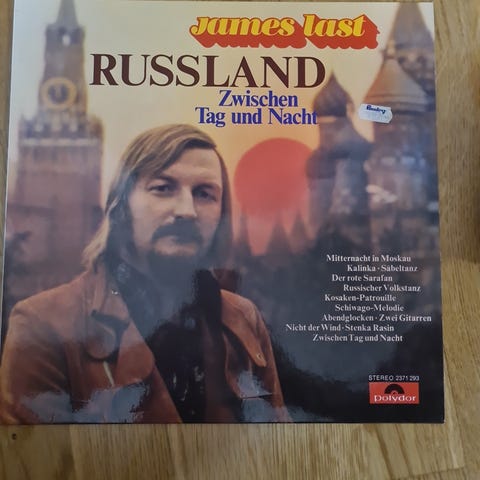 james last
RUSSLAND
Zwischen
Tag und Nacht
Mitternacht in Moskau
Kalinka · Säbeltanz
Der rote Sarafan
Russischer Volkstanz
Kosaken-Patrouille
Schiwago-Melodie
Abendglocken · Zwei Gitarren
Nicht der Wind · Stenka Rasin
Zwischen Tag und Nacht
STEREO 2371 293
Polydor